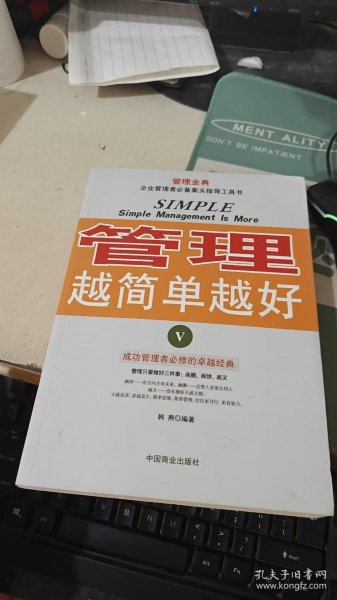 管理金典
企业管理者必备案头指导工具书
SIMPLE
Simple Management Is More
管理
越简单越好
V
成功管理者必修的卓越经典
管理只需做好三件事：画圈、画饼、画叉
韩 燕◎编著
中国商业出版社
MENT ALITY
DON'T BE IMPATIENT
孔夫子旧书网
www.kongfz.com